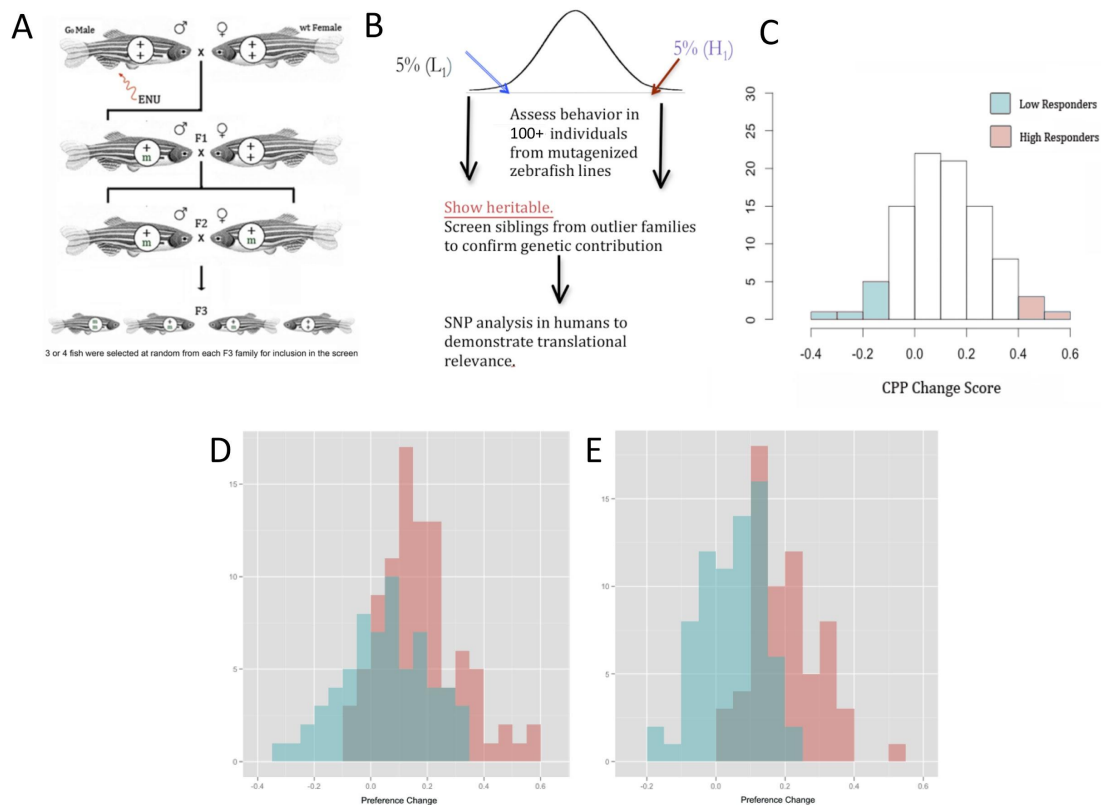 A
G₀ Male
♂
♀
wt Female
+
+
+
+
x
ENU
♂
F1
♀
+
m
x
+
+
♂
F2
♀
+
m
x
+
m
F3
m
m
+
m
+
m
+
+
3 or 4 fish were selected at random from each F3 family for inclusion in the screen
B
5% (L₁)
5% (H₁)
Assess behavior in
100+ individuals
from mutagenized
zebrafish lines
Show heritable.
Screen siblings from outlier families
to confirm genetic contribution
SNP analysis in humans to
demonstrate translational
relevance.
C
Low Responders
High Responders
30
25
20
15
10
5
0
-0.4 -0.2 0.0 0.2 0.4 0.6
CPP Change Score
D
15
10
5
0
-0.4 -0.2 0.0 0.2 0.4 0.6
Preference Change
E
15
10
5
0
-0.2 0.0 0.2 0.4 0.6
Preference Change